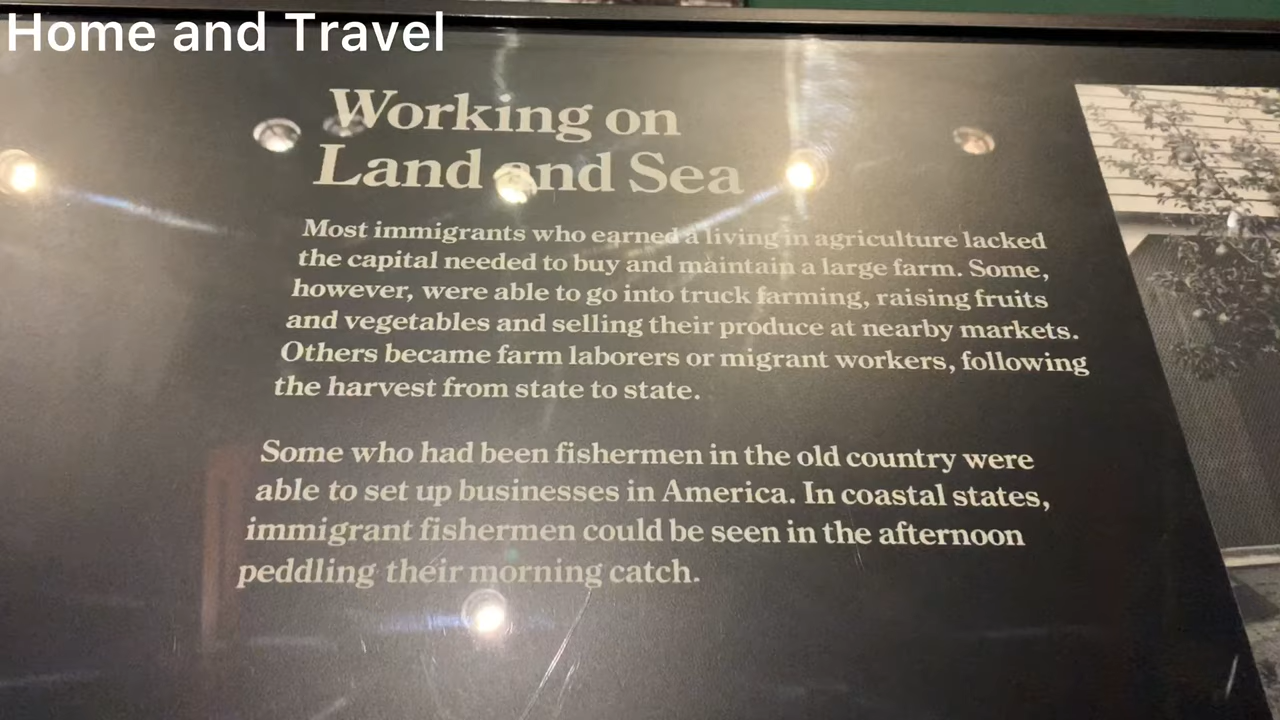 Home and Travel
Working on
Land and Sea
Most immigrants who earned a living in agriculture lacked
the capital needed to buy and maintain a large farm. Some,
however, were able to go into truck farming, raising fruits
and vegetables and selling their produce at nearby markets.
Others became farm laborers or migrant workers, following
the harvest from state to state.
Some who had been fishermen in the old country were
able to set up businesses in America. In coastal states,
immigrant fishermen could be seen in the afternoon
peddling their morning catch.